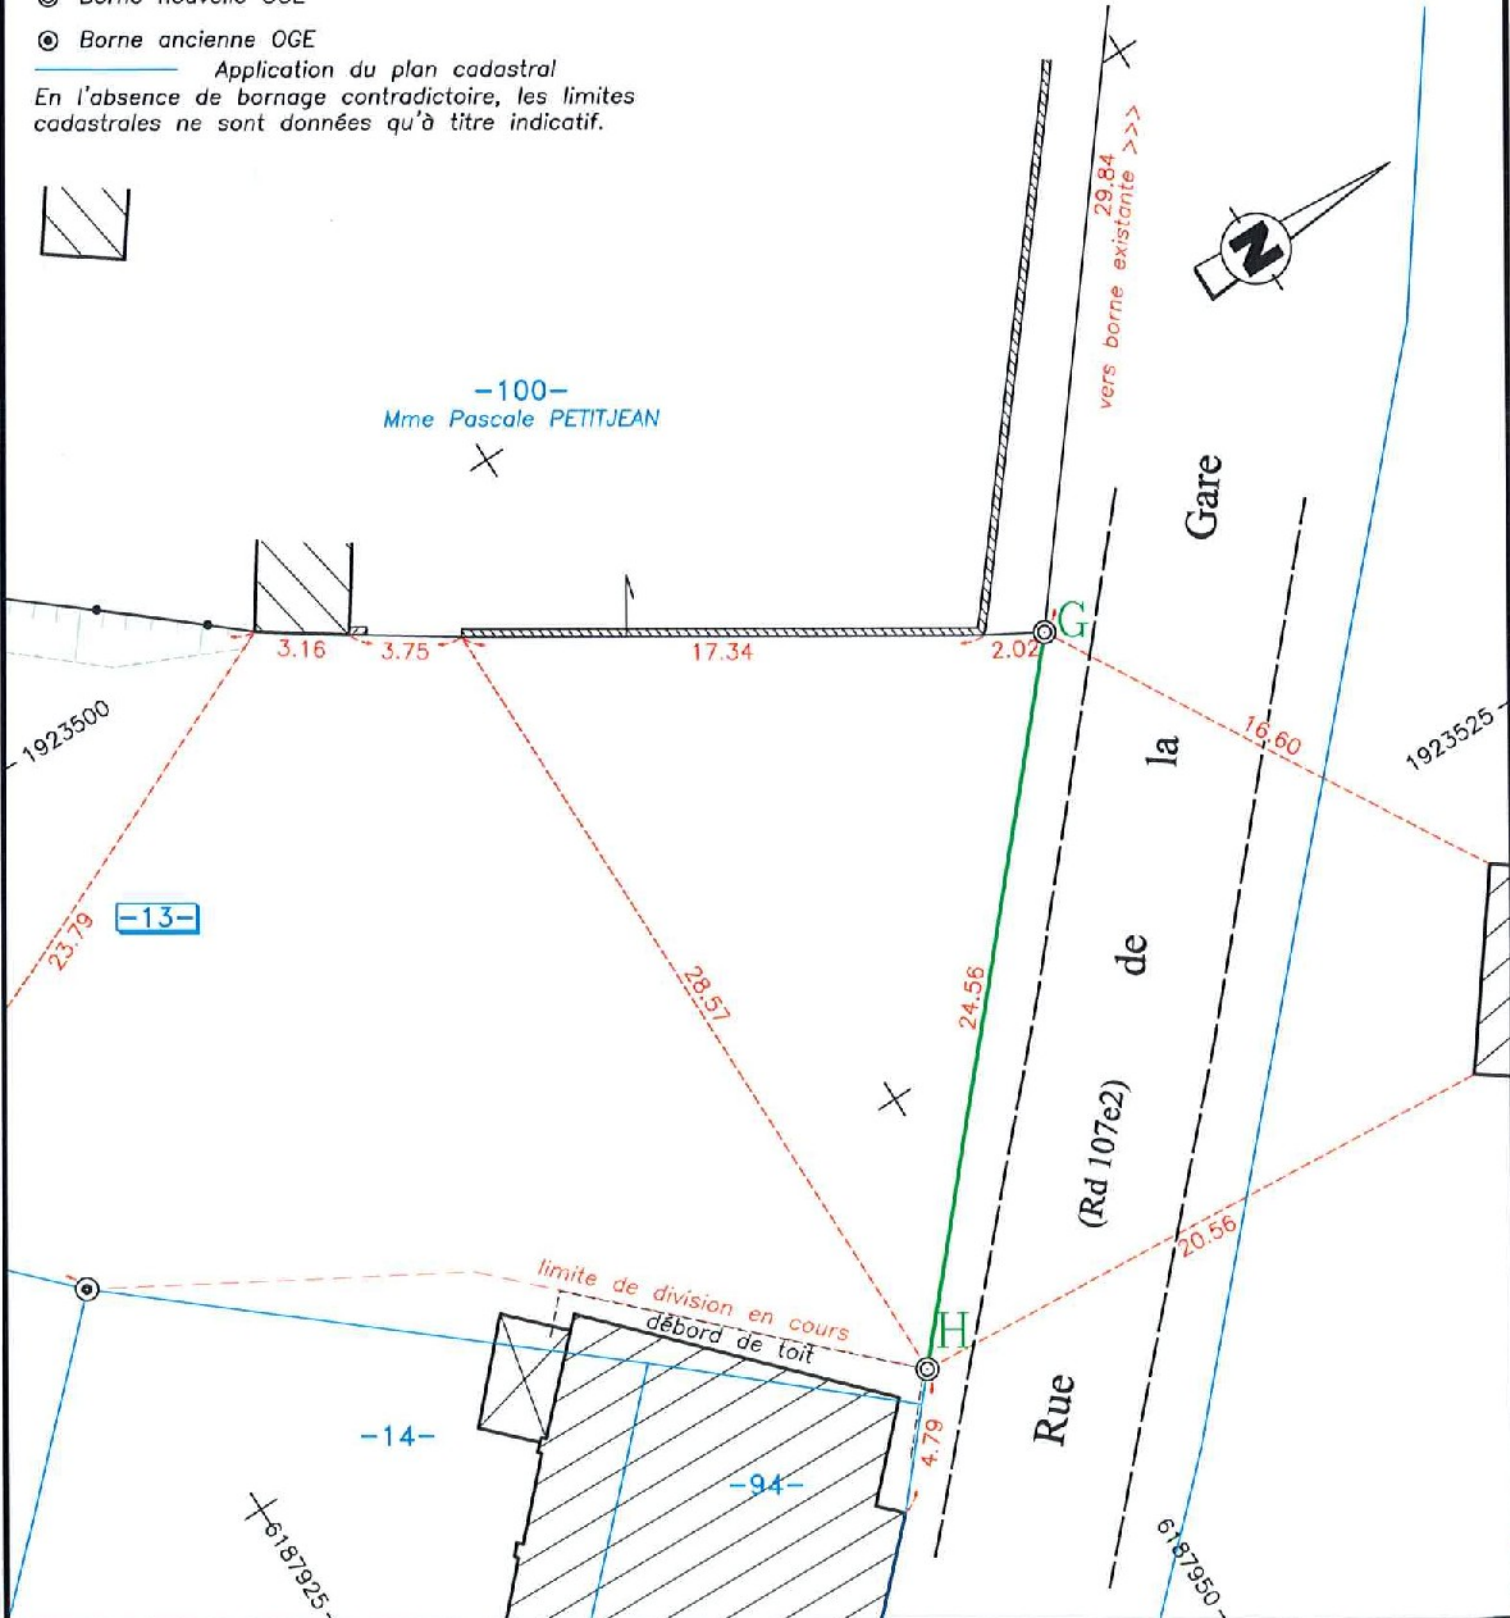 Borne ancienne OGE
Application du plan cadastral
En l'absence de bornage contradictoire, les limites
cadastrales ne sont données qu'à titre indicatif.
29.84
vers borne existante >>>
N
-100-
Mme Pascale PETITJEAN
Gare
G
3.16
3.75
17.34
2.02
1923500
16.60
1923525
la
-13-
23.79
28.57
24.56
de
(Rd 107e2)
20.56
limite de division en cours
débord de toit
H
Rue
4.79
-14-
-94-
6187925
6187950